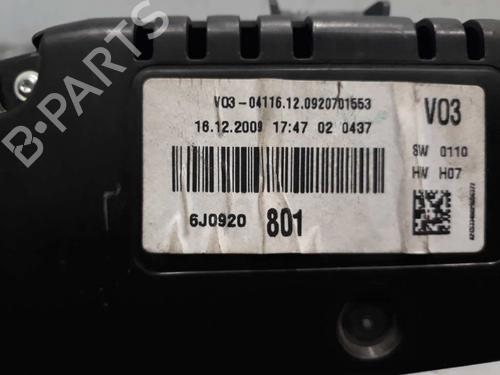 V03-04116.12.0920701553
16.12.2009 17:47 02 0437
6J0920 801
V03
SW 0110
HW H07
B-PARTS